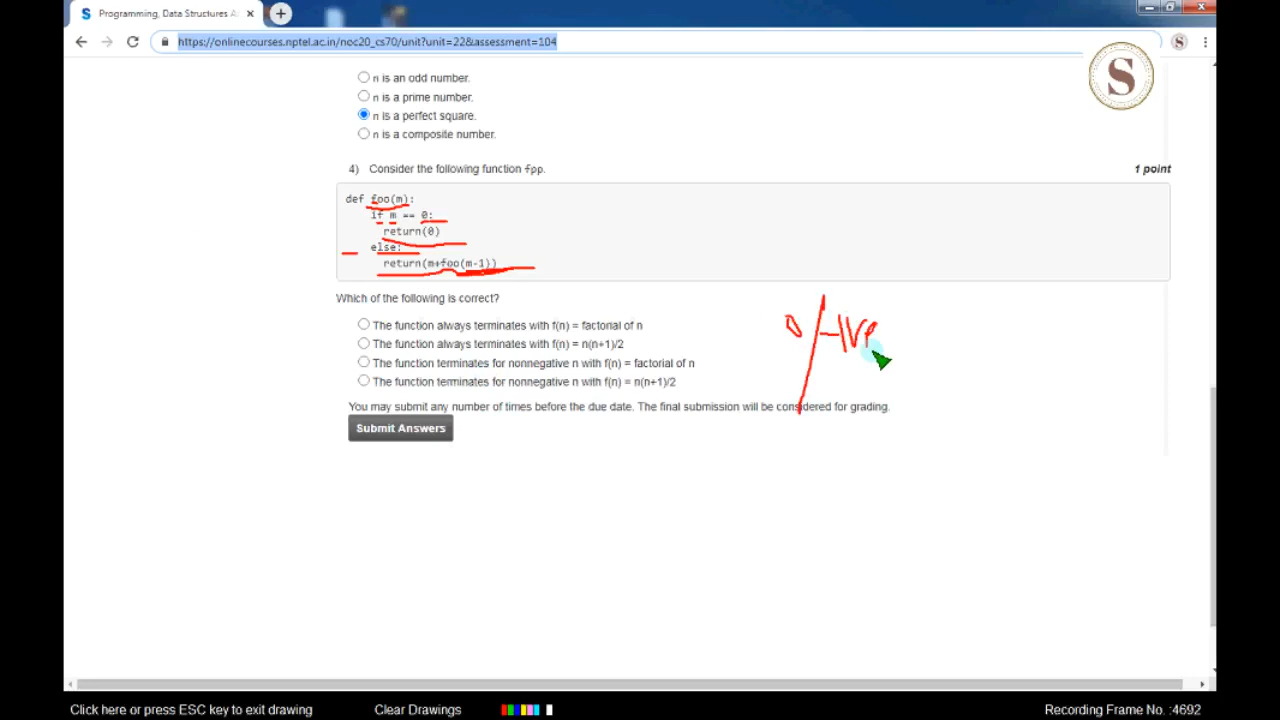 S Programming, Data Structures A
https://onlinecourses.nptel.ac.in/noc20_cs70/unit?unit=22&assessment=104
S
S
n is an odd number.
n is a prime number.
n is a perfect square.
n is a composite number.
4) Consider the following function fpp. 1 point
def foo(m):
if m == 0:
return(0)
else:
return(m+foo(m-1))
Which of the following is correct?
The function always terminates with f(n) = factorial of n
0 -ive
The function always terminates with f(n) = n(n+1)/2
The function terminates for nonnegative n with f(n) = factorial of n
The function terminates for nonnegative n with f(n) = n(n+1)/2
You may submit any number of times before the due date. The final submission will be considered for grading.
Submit Answers
Click here or press ESC key to exit drawing Clear Drawings Recording Frame No. :4692